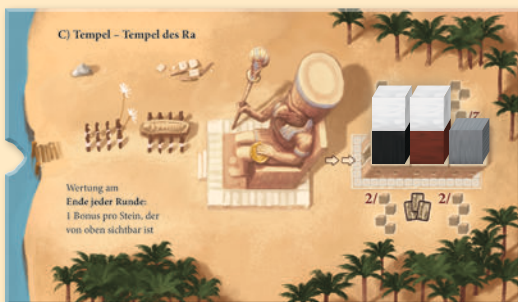 C) Tempel – Tempel des Ra
Wertung am
Ende jeder Runde:
1 Bonus pro Stein, der
von oben sichtbar ist
2/
2/